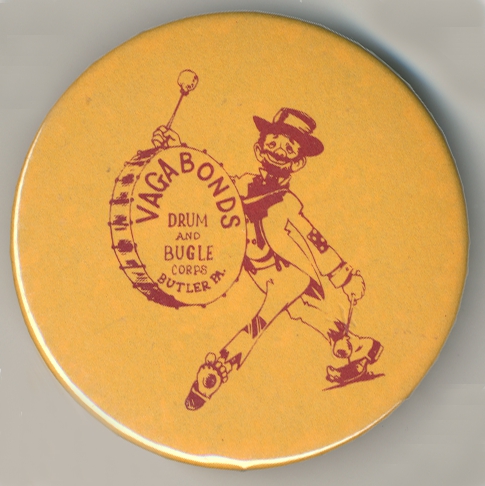 VAGABONDS
DRUM
AND
BUGLE
CORPS
BUTLER PA.